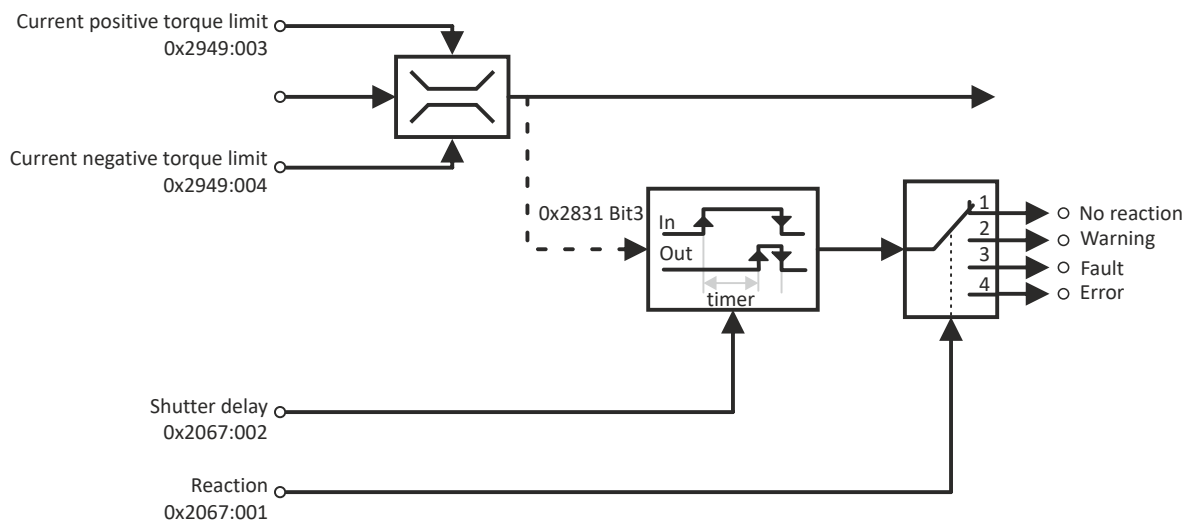 Current positive torque limit
0x2949:003
Current negative torque limit
0x2949:004
0x2831 Bit3
In
Out
timer
1
No reaction
2
Warning
3
Fault
4
Error
Shutter delay
0x2067:002
Reaction
0x2067:001